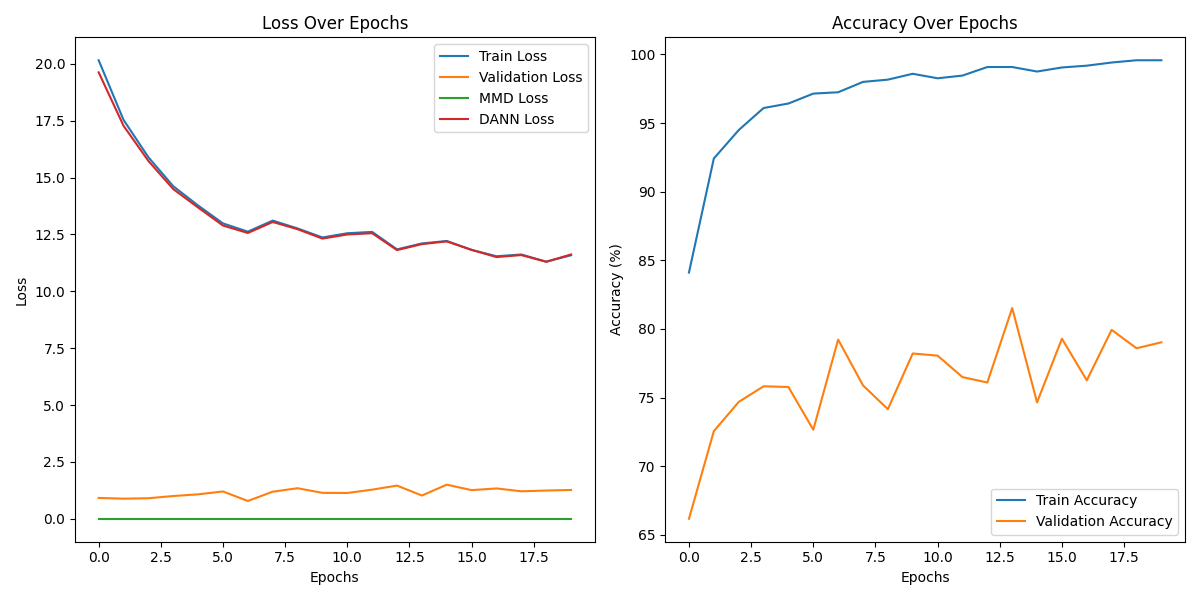 Loss Over Epochs
Train Loss
Validation Loss
MMD Loss
DANN Loss
20.0
17.5
15.0
12.5
10.0
7.5
5.0
2.5
0.0
Loss
0.0 2.5 5.0 7.5 10.0 12.5 15.0 17.5
Epochs
Accuracy Over Epochs
100
95
90
85
80
75
70
65
Accuracy (%)
Train Accuracy
Validation Accuracy
0.0 2.5 5.0 7.5 10.0 12.5 15.0 17.5
Epochs